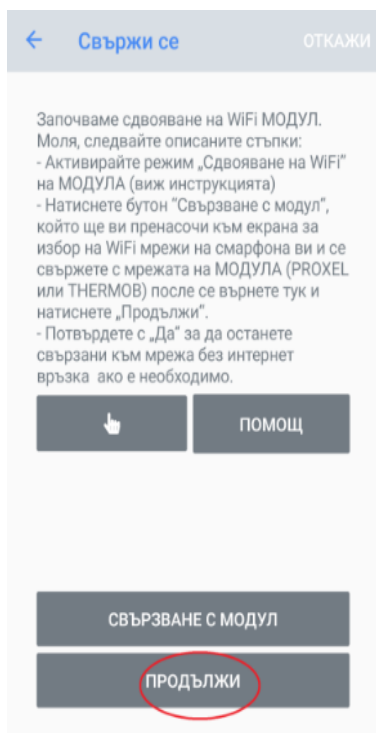 Свържи се
ОТКАЖИ
Започваме сдвояване на WiFi МОДУЛ.
Моля, следвайте описаните стъпки:
- Активирайте режим „Сдвояване на WiFi“
на МОДУЛА (виж инструкцията)
- Натиснете бутон “Свързване с модул”,
който ще ви пренасочи към екрана за
избор на WiFi мрежи на смарфона ви и се
свържете с мрежата на МОДУЛА (PROXEL
или THERMOB) после се върнете тук и
натиснете „Продължи“.
- Потвърдете с „Да“ за да останете
свързани към мрежа без интернет
връзка  ако е необходимо.
ПОМОЩ
СВЪРЗВАНЕ С МОДУЛ
ПРОДЪЛЖИ